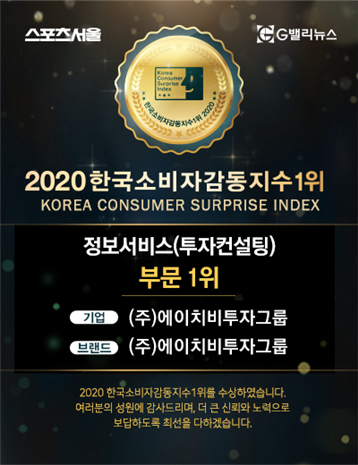 스포츠서울
G밸리뉴스
Korea
Consumer
Surprise
Index
한국소비자감동지수1위 2020
2020 한국소비자감동지수1위
KOREA CONSUMER SURPRISE INDEX
정보서비스(투자컨설팅)
부문 1위
기업 (주)에이치비투자그룹
브랜드 (주)에이치비투자그룹
2020 한국소비자감동지수1위를 수상하였습니다.
여러분의 성원에 감사드리며, 더 큰 신뢰와 노력으로
보답하도록 최선을 다하겠습니다.